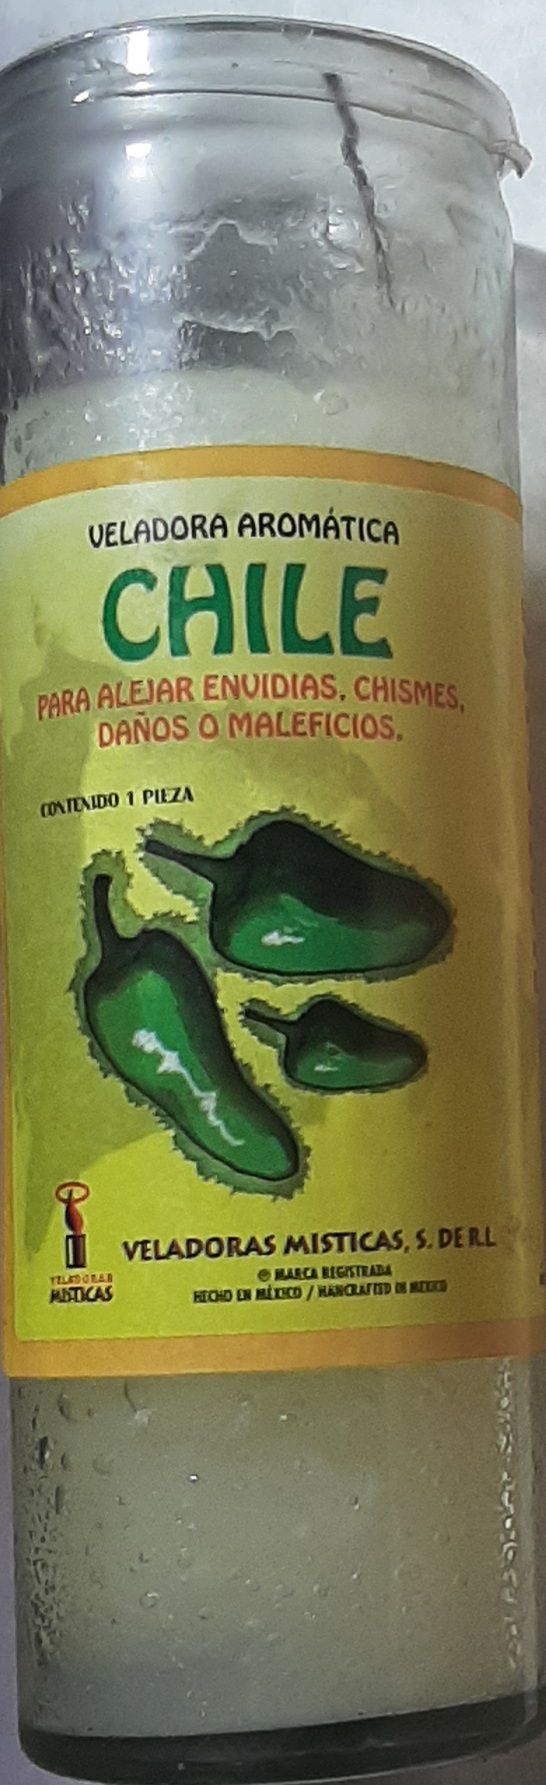 VELADORA AROMÁTICA
CHILE
PARA ALEJAR ENVIDIAS, CHISMES,
DAÑOS O MALEFICIOS.
CONTENIDO 1 PIEZA
VELADORAS MISTICAS, S. DE R.L
® MARCA REGISTRADA
HECHO EN MÉXICO / HANDCRAFTED IN MEXICO
VELADORAS
MISTICAS